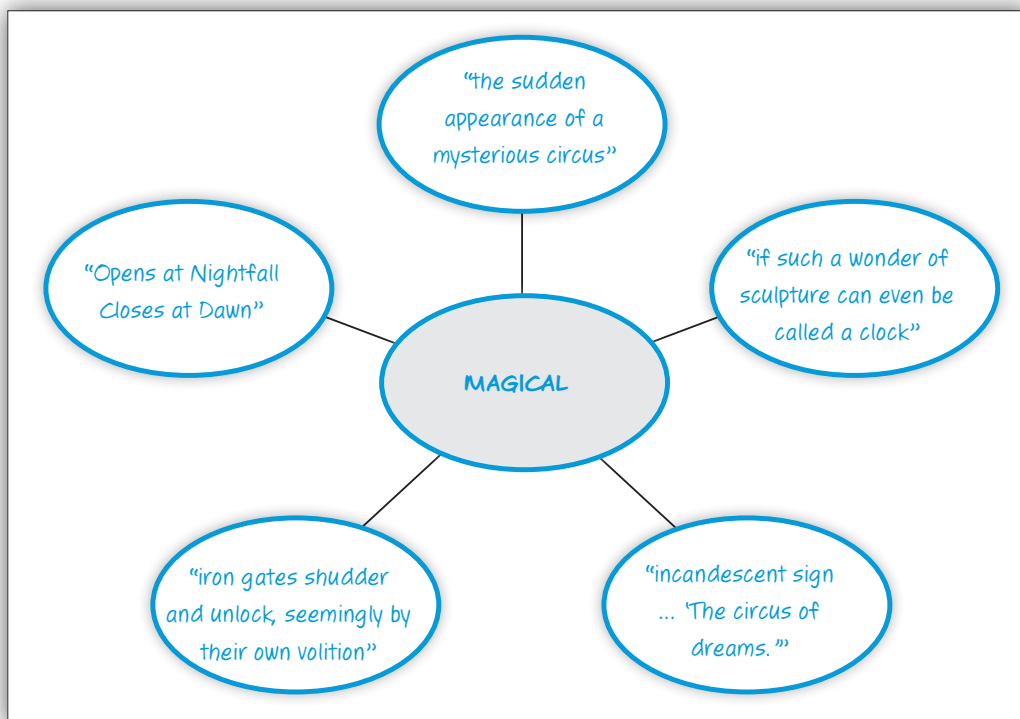 “the sudden
appearance of a
mysterious circus”
“Opens at Nightfall
Closes at Dawn”
“if such a wonder of
sculpture can even be
called a clock”
MAGICAL
“iron gates shudder
and unlock, seemingly by
their own volition”
“incandescent sign
... ‘The circus of
dreams.’”